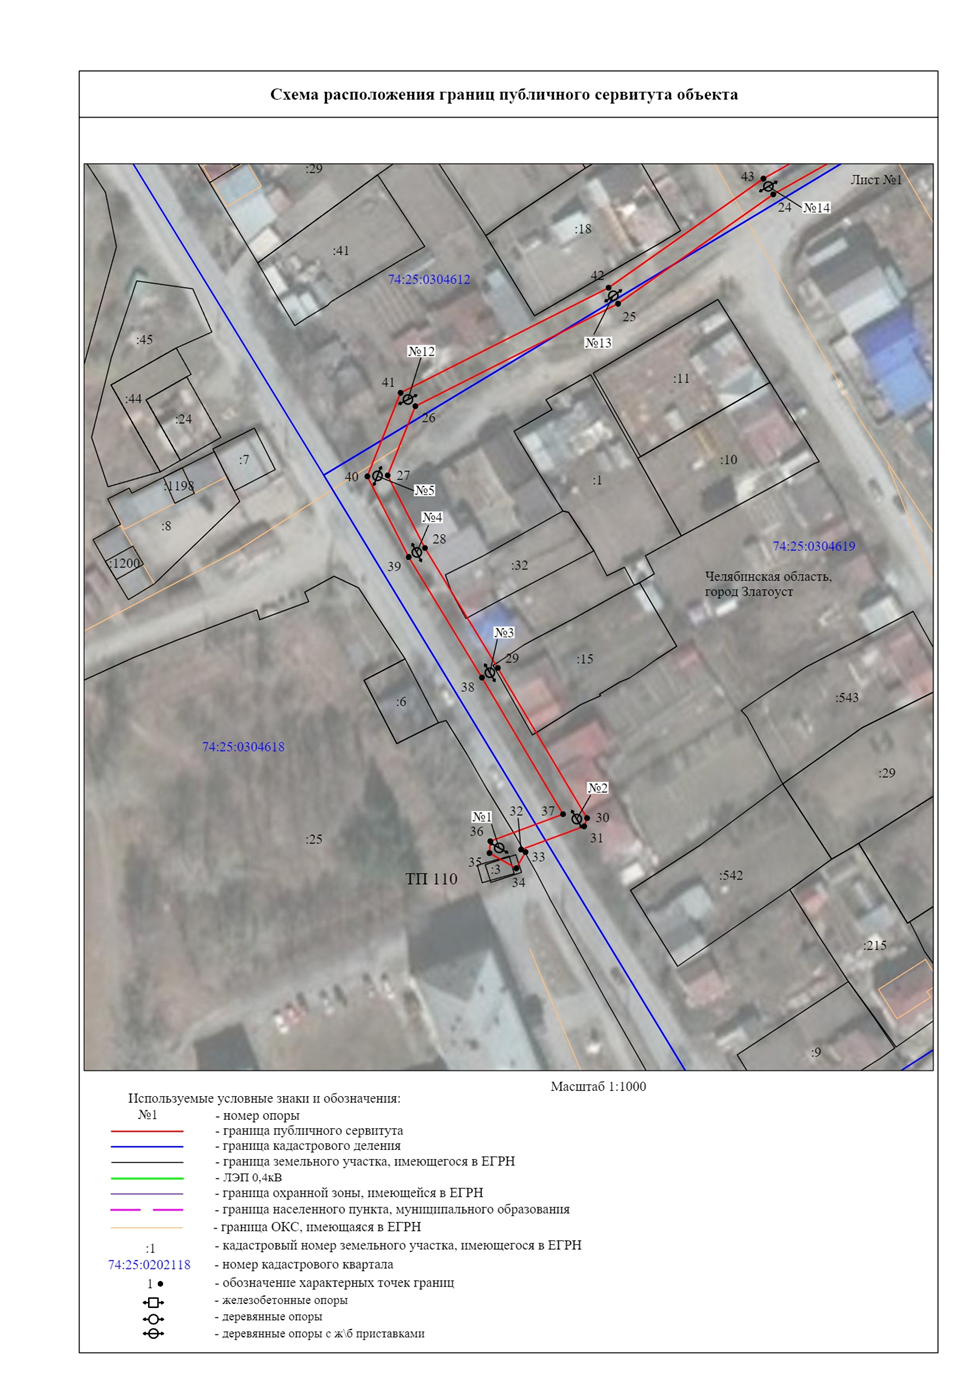 Схема расположения границ публичного сервитута объекта
:29
43
Лист №1
24
№14
:18
:41
42
74:25:0304612
25
:45
№13
№12
41
:11
:44
26
:24
:7
:10
40
27
:1
:1198
№5
№4
:8
28
74:25:0304619
39
:1200
:32
Челябинская область,
город Златоуст
№3
29
:15
38
:6
:543
74:25:0304618
:29
№2
37
32
30
№1
36
31
:25
33
35
:3
:542
ТП 110
34
:215
:9
Масштаб 1:1000
Используемые условные знаки и обозначения:
№1 - номер опоры
- граница публичного сервитута
- граница кадастрового деления
- граница земельного участка, имеющегося в ЕГРН
- ЛЭП 0,4кВ
- граница охранной зоны, имеющейся в ЕГРН
- граница населенного пункта, муниципального образования
- граница ОКС, имеющаяся в ЕГРН
:1 - кадастровый номер земельного участка, имеющегося в ЕГРН
74:25:0202118 - номер кадастрового квартала
1 - обозначение характерных точек границ
- железобетонные опоры
- деревянные опоры
- деревянные опоры с ж\б приставками